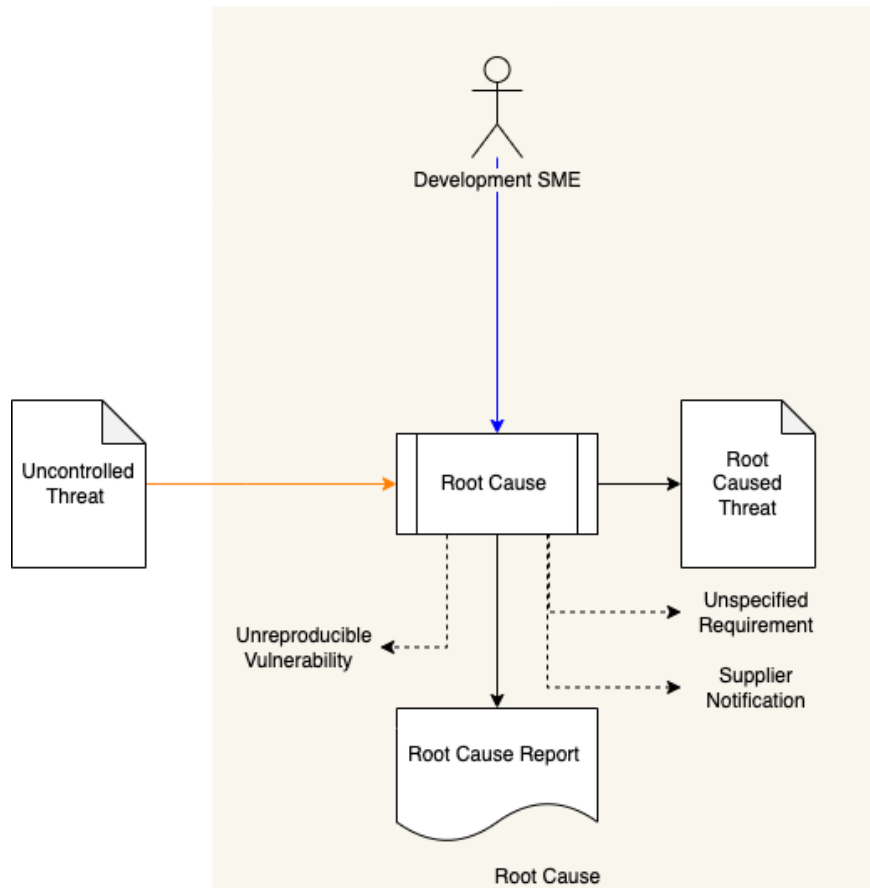 Development SME
Uncontrolled
Threat
Root Cause
Root
Caused
Threat
Unreproducible
Vulnerability
Unspecified
Requirement
Supplier
Notification
Root Cause Report
Root Cause